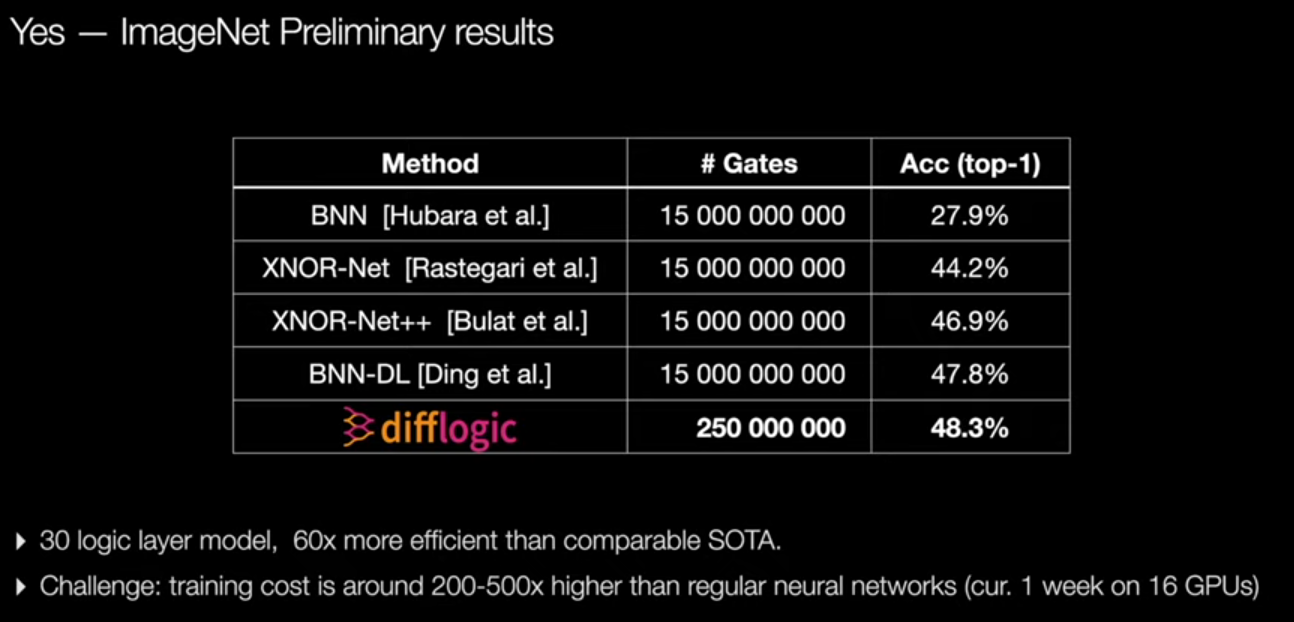 Yes — ImageNet Preliminary results
Method # Gates Acc (top-1)
BNN [Hubara et al.] 15 000 000 000 27.9%
XNOR-Net [Rastegari et al.] 15 000 000 000 44.2%
XNOR-Net++ [Bulat et al.] 15 000 000 000 46.9%
BNN-DL [Ding et al.] 15 000 000 000 47.8%
difflogic 250 000 000 48.3%
‣ 30 logic layer model, 60x more efficient than comparable SOTA.
‣ Challenge: training cost is around 200-500x higher than regular neural networks (cur. 1 week on 16 GPUs)